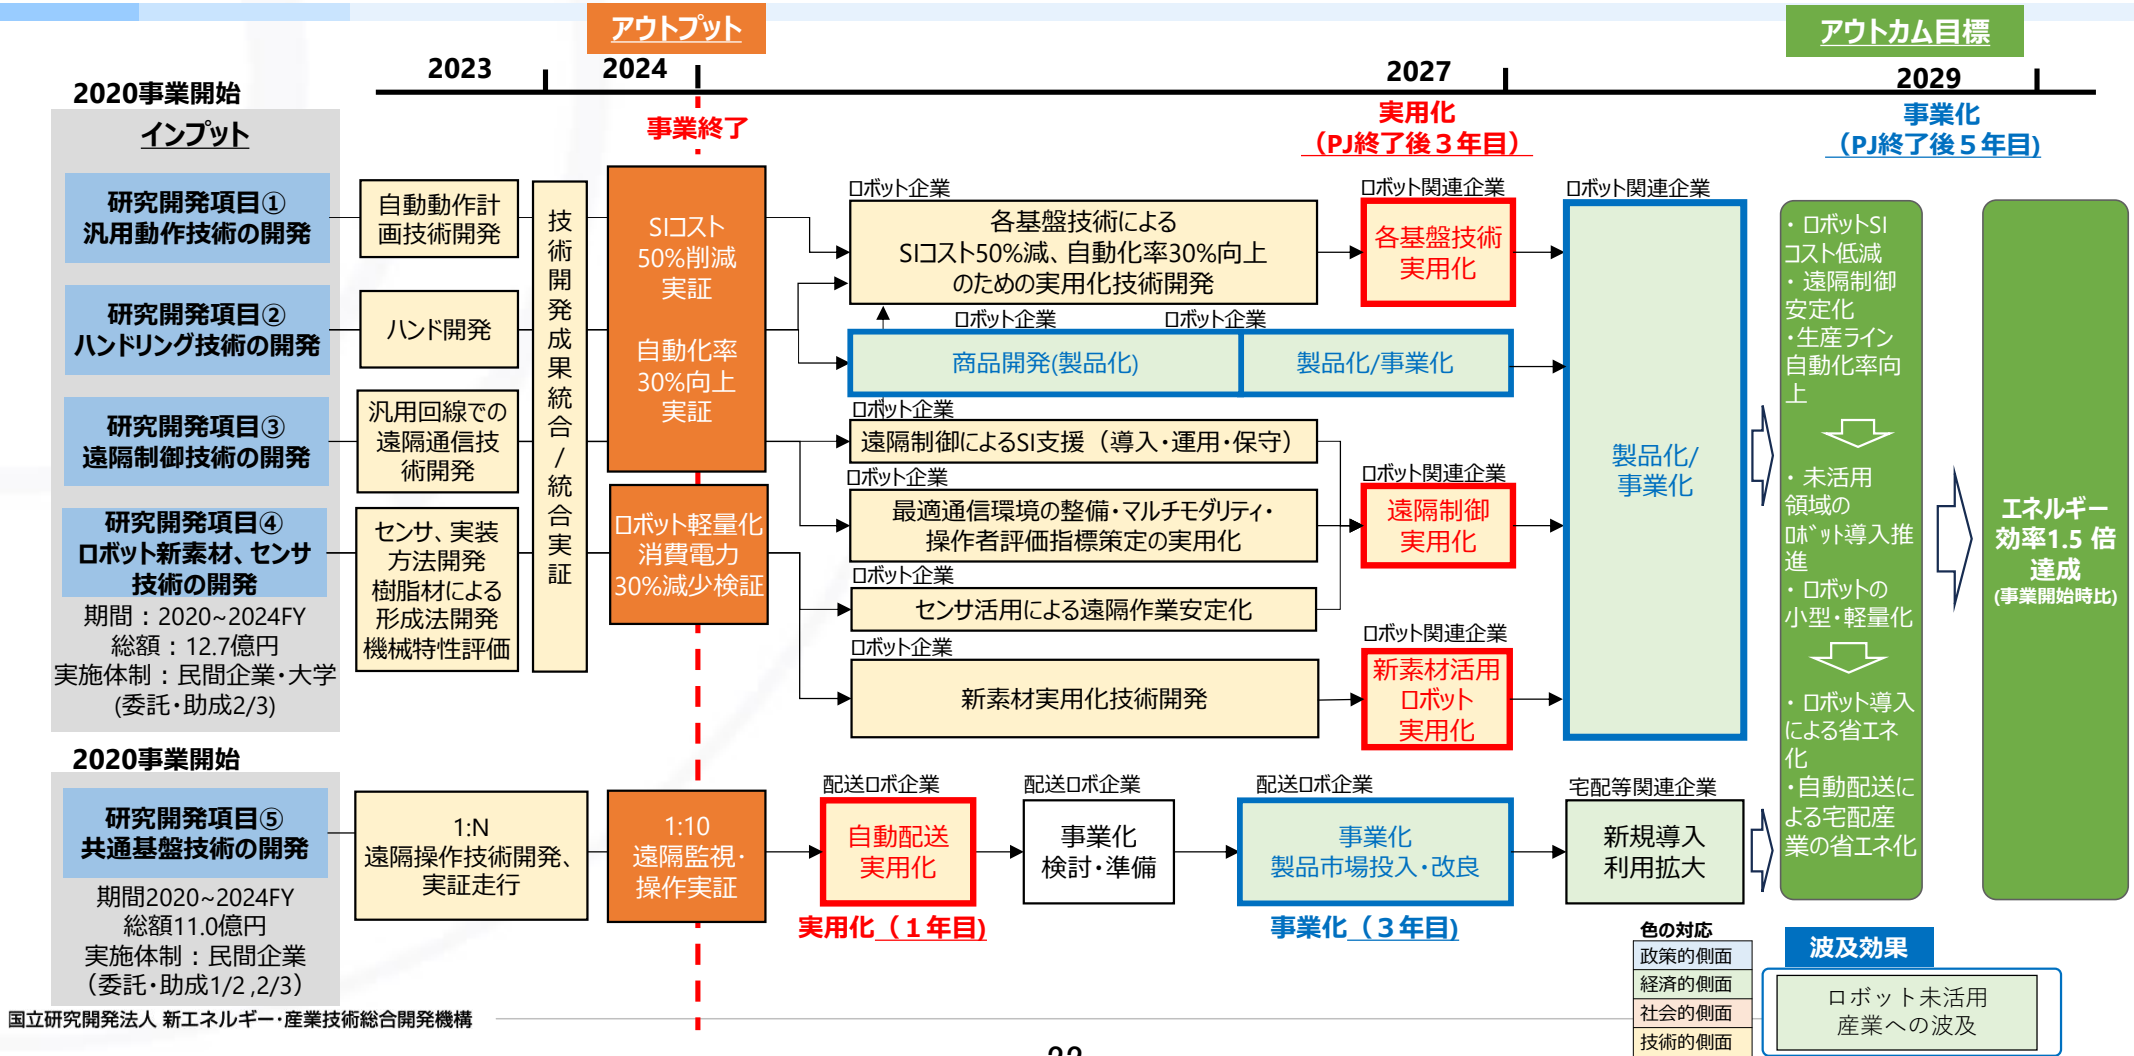 アウトプット
アウトカム目標
2023
2024
2027
2029
2020事業開始
インプット
事業終了
実用化
（PJ終了後３年目）
事業化
（PJ終了後５年目)
研究開発項目①
汎用動作技術の開発
研究開発項目②
ハンドリング技術の開発
研究開発項目③
遠隔制御技術の開発
研究開発項目④
ロボット新素材、センサ
技術の開発
期間：2020~2024FY
総額：12.7億円
実施体制：民間企業・大学
(委託・助成2/3)
自動動作計
画技術開発
ハンド開発
汎用回線での
遠隔通信技
術開発
センサ、実装
方法開発
樹脂材による
形成法開発
機械特性評価
技術開発成果統合/統合実証
SIコスト
50%削減
実証
自動化率
30%向上
実証
ロボット軽量化
消費電力
30%減少検証
ロボット企業
各基盤技術による
SIコスト50%減、自動化率30%向上
のための実用化技術開発
ロボット企業
ロボット企業
商品開発(製品化)
製品化/事業化
ロボット企業
遠隔制御によるSI支援（導入・運用・保守）
ロボット企業
最適通信環境の整備・マルチモダリティ・
操作者評価指標策定の実用化
ロボット企業
センサ活用による遠隔作業安定化
ロボット企業
新素材実用化技術開発
ロボット関連企業
各基盤技術
実用化
ロボット関連企業
遠隔制御
実用化
ロボット関連企業
新素材活用
ロボット
実用化
ロボット関連企業
製品化/
事業化
・ロボットSI
コスト低減
・遠隔制御
安定化
・生産ライン
自動化率向
上
・未活用
領域の
ロボット導入推
進
・ロボットの
小型・軽量化
・ロボット導入
による省エネ
化
・自動配送に
よる宅配産
業の省エネ化
エネルギー
効率1.5 倍
達成
(事業開始時比)
2020事業開始
研究開発項目⑤
共通基盤技術の開発
期間2020~2024FY
総額11.0億円
実施体制：民間企業
（委託・助成1/2 ,2/3）
1:N
遠隔操作技術開発、
実証走行
1:10
遠隔監視・
操作実証
配送ロボ企業
自動配送
実用化
実用化（１年目)
配送ロボ企業
事業化
検討・準備
配送ロボ企業
事業化
製品市場投入・改良
事業化（３年目)
宅配等関連企業
新規導入
利用拡大
色の対応
政策的側面
経済的側面
社会的側面
技術的側面
波及効果
ロボット未活用
産業への波及
国立研究開発法人 新エネルギー・産業技術総合開発機構